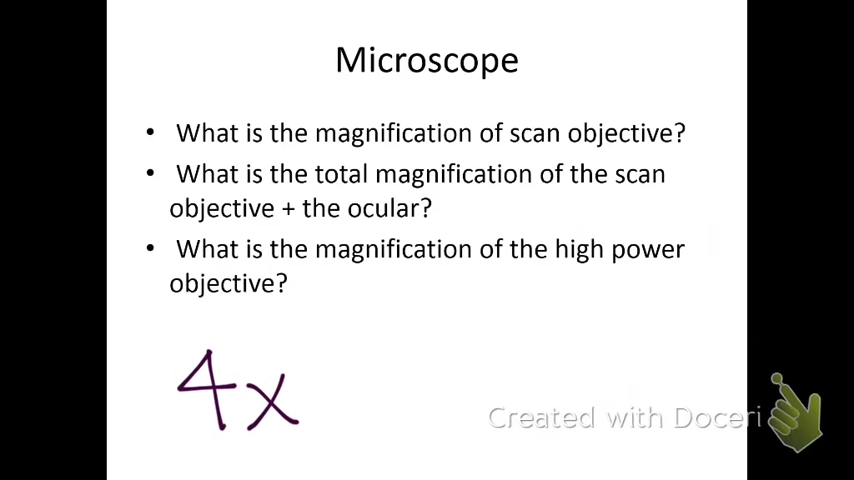 Microscope
• What is the magnification of scan objective?
• What is the total magnification of the scan
objective + the ocular?
• What is the magnification of the high power
objective?
4x
Created with Doceri